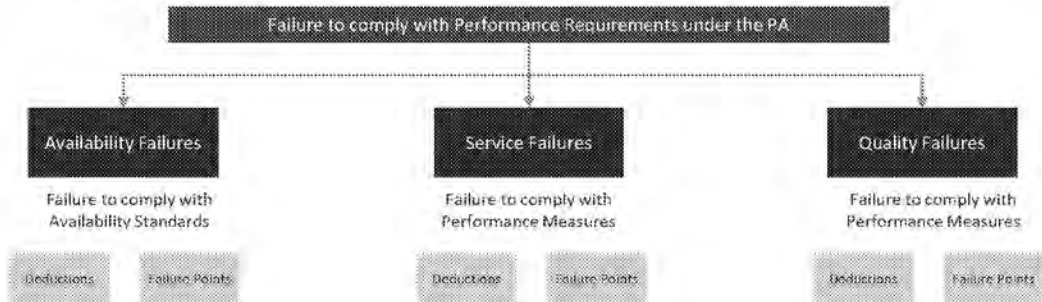 Failure to comply with Performance Requirements under the PA
Availability Failures
Service Failures
Quality Failures
Failure to comply with
Availability Standards
Failure to comply with
Performance Measures
Failure to comply with
Performance Measures
Deductions
Failure Points
Deductions
Failure Points
Deductions
Failure Points